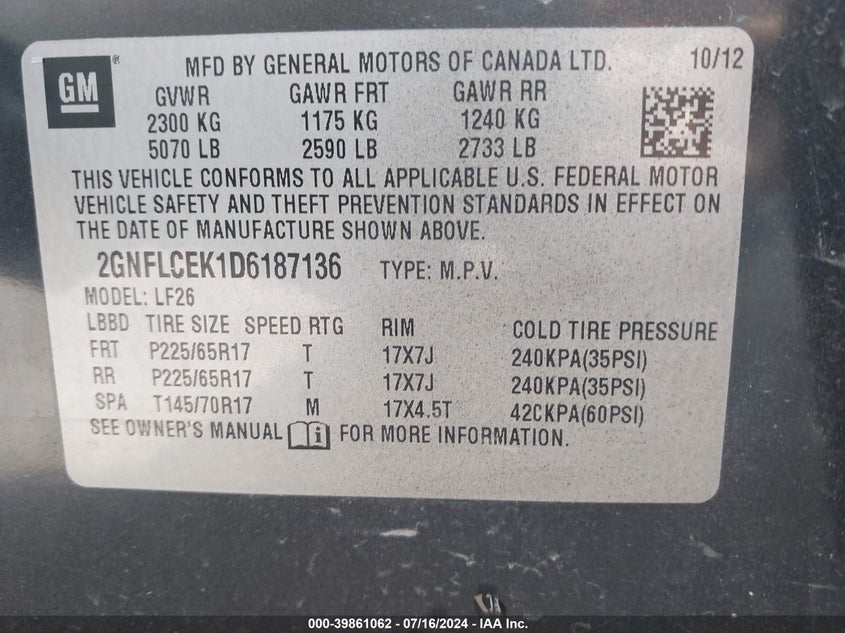 GM®
MFD BY GENERAL MOTORS OF CANADA LTD. 10/12
GVWR GAWR FRT GAWR RR
2300 KG 1175 KG 1240 KG
5070 LB 2590 LB 2733 LB
THIS VEHICLE CONFORMS TO ALL APPLICABLE U.S. FEDERAL MOTOR
VEHICLE SAFETY AND THEFT PREVENTION STANDARDS IN EFFECT ON
THE DATE OF MANUFACTURE SHOWN ABOVE.
2GNFLCEK1D6187136 TYPE: M.P.V.
MODEL: LF26
LBBD TIRE SIZE SPEED RTG RIM COLD TIRE PRESSURE
FRT P225/65R17 T 17X7J 240KPA(35PSI)
RR P225/65R17 T 17X7J 240KPA(35PSI)
SPA T145/70R17 M 17X4.5T 42CKPA(60PSI)
SEE OWNER'S MANUAL i FOR MORE INFORMATION.
000-39861062 - 07/16/2024 - IAA Inc.